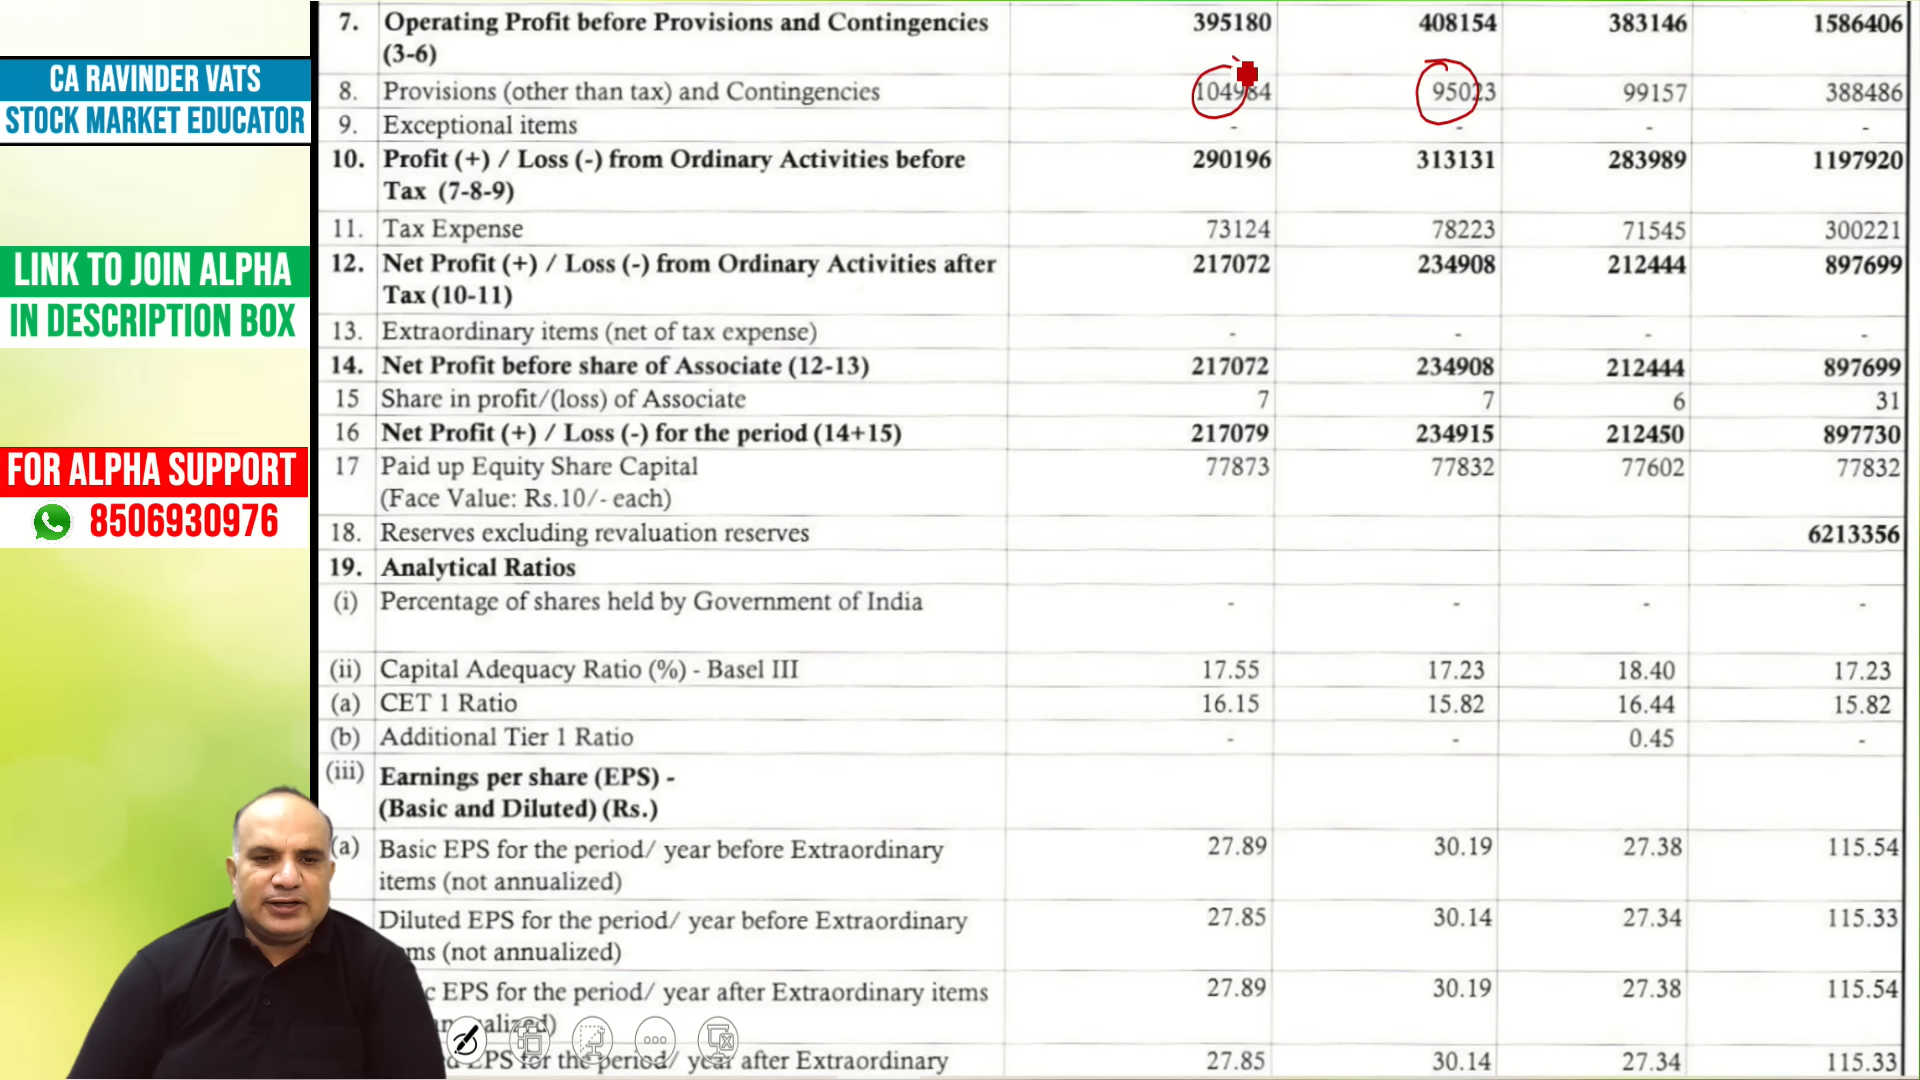 CA RAVINDER VATS
STOCK MARKET EDUCATOR
LINK TO JOIN ALPHA
IN DESCRIPTION BOX
FOR ALPHA SUPPORT
8506930976
7. Operating Profit before Provisions and Contingencies 395180 408154 383146 1586406
(3-6)
8. Provisions (other than tax) and Contingencies 104984 95023 99157 388486
9. Exceptional items - - - -
10. Profit (+) / Loss (-) from Ordinary Activities before 290196 313131 283989 1197920
Tax (7-8-9)
11. Tax Expense 73124 78223 71545 300221
12. Net Profit (+) / Loss (-) from Ordinary Activities after 217072 234908 212444 897699
Tax (10-11)
13. Extraordinary items (net of tax expense) - - - -
14. Net Profit before share of Associate (12-13) 217072 234908 212444 897699
15 Share in profit/(loss) of Associate 7 7 6 31
16 Net Profit (+) / Loss (-) for the period (14+15) 217079 234915 212450 897730
17 Paid up Equity Share Capital 77873 77832 77602 77832
(Face Value: Rs.10/- each)
18. Reserves excluding revaluation reserves 6213356
19. Analytical Ratios
(i) Percentage of shares held by Government of India - - - -
(ii) Capital Adequacy Ratio (%) - Basel III 17.55 17.23 18.40 17.23
(a) CET 1 Ratio 16.15 15.82 16.44 15.82
(b) Additional Tier 1 Ratio - - 0.45 -
(iii) Earnings per share (EPS) -
(Basic and Diluted) (Rs.)
(a) Basic EPS for the period/ year before Extraordinary 27.89 30.19 27.38 115.54
items (not annualized)
Diluted EPS for the period/ year before Extraordinary 27.85 30.14 27.34 115.33
(not annualized)
EPS for the period/ year after Extraordinary items 27.89 30.19 27.38 115.54
EPS for the period/ year after Extraordinary 27.85 30.14 27.34 115.33